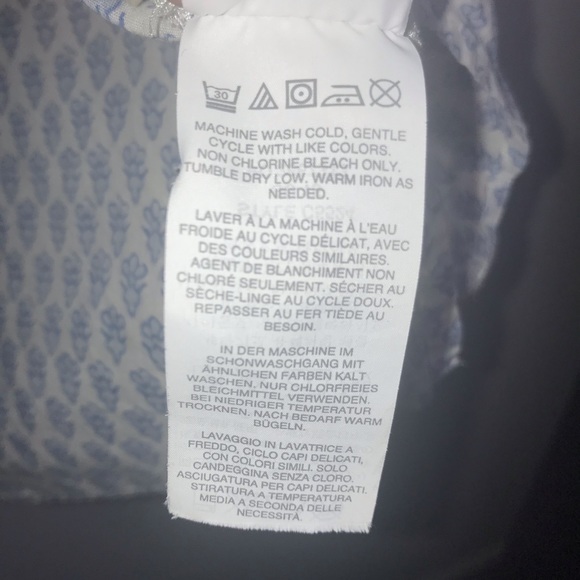 30
MACHINE WASH COLD, GENTLE
CYCLE WITH LIKE COLORS.
NON CHLORINE BLEACH ONLY.
TUMBLE DRY LOW. WARM IRON AS
NEEDED.
LAVER À LA MACHINE À L'EAU
FROIDE AU CYCLE DÉLICAT, AVEC
DES COULEURS SIMILAIRES.
AGENT DE BLANCHIMENT NON
CHLORÉ SEULEMENT. SÉCHER AU
SÈCHE-LINGE AU CYCLE DOUX.
REPASSER AU FER TIÈDE AU
BESOIN.
IN DER MASCHINE IM
SCHONWASCHGANG MIT
ÄHNLICHEN FARBEN KALT
WASCHEN. NUR CHLORFREIES
BLEICHMITTEL VERWENDEN.
BEI NIEDRIGER TEMPERATUR
TROCKNEN. NACH BEDARF WARM
BÜGELN.
LAVAGGIO IN LAVATRICE A
FREDDO, CICLO CAPI DELICATI,
CON COLORI SIMILI. SOLO
CANDEGGINA SENZA CLORO.
ASCIUGATURA PER CAPI DELICATI.
STIRATURA A TEMPERATURA
MEDIA A SECONDA DELLE
NECESSITÀ.